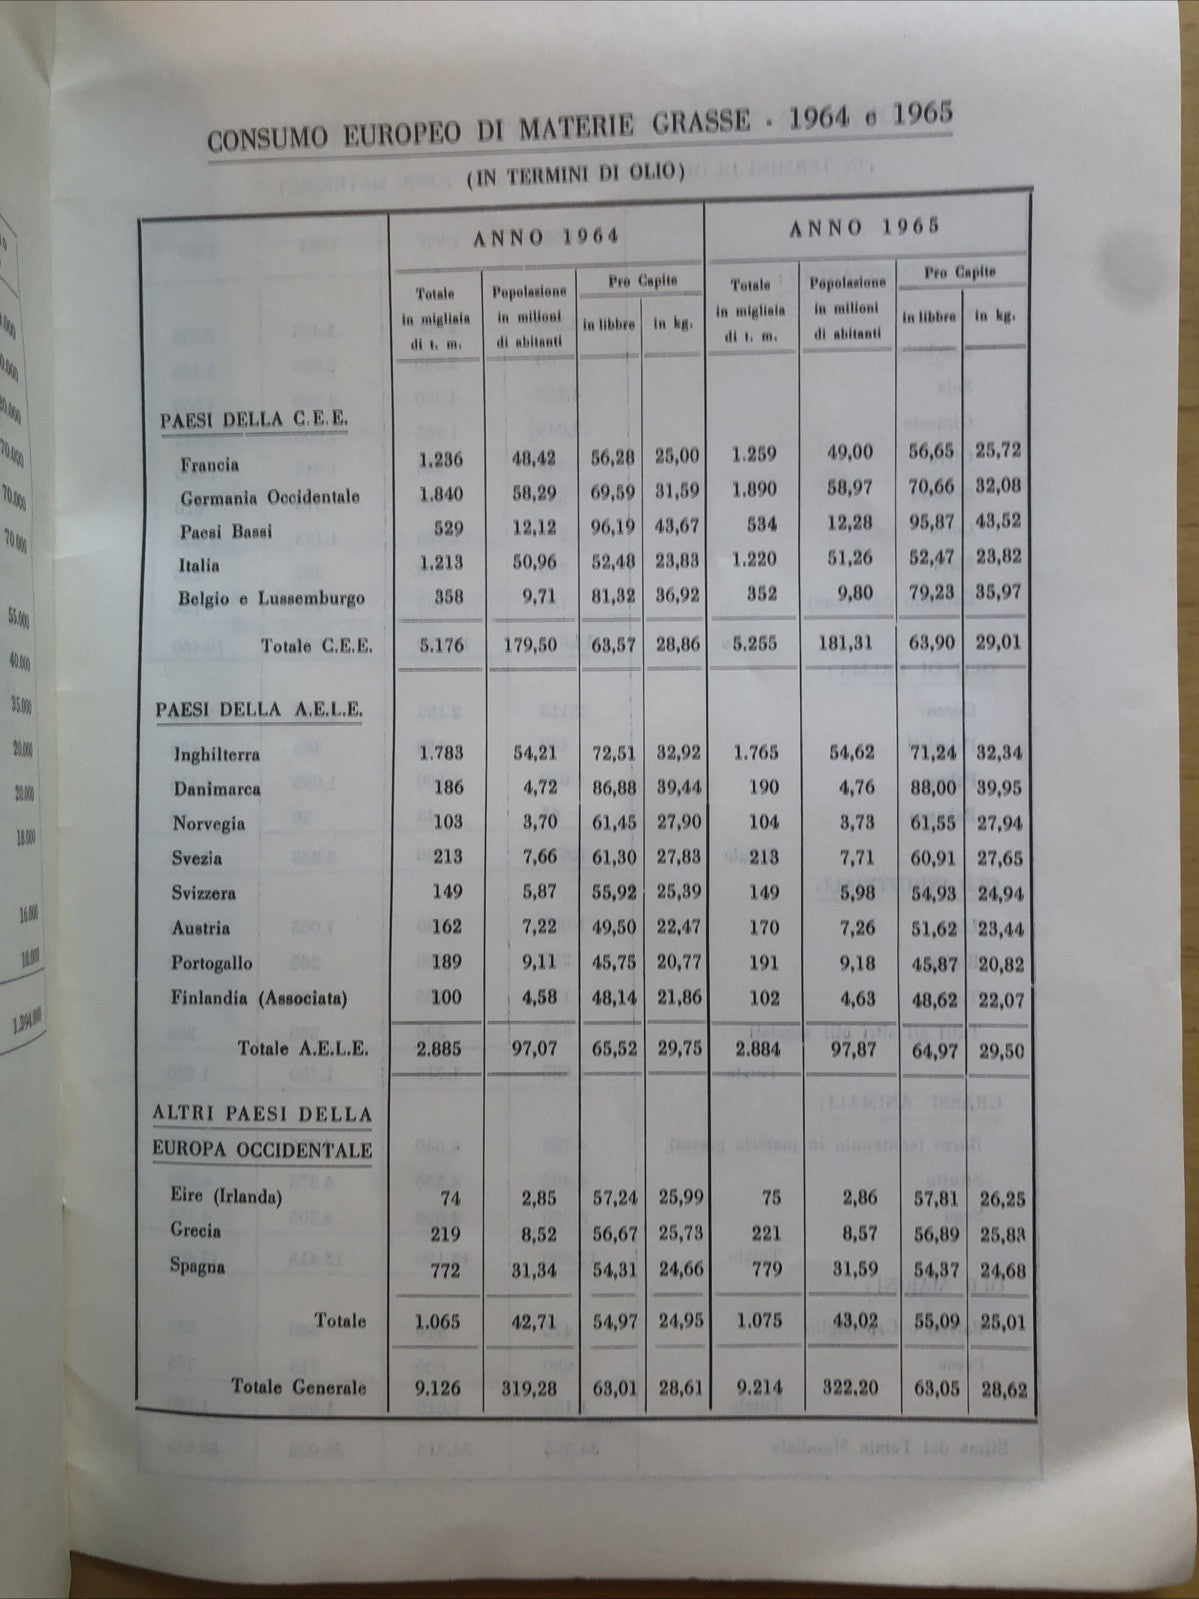 CONSUMO EUROPEO DI MATERIE GRASSE - 1964 e 1965
(IN TERMINI DI OLIO)
ANNO 1964 ANNO 1965
Totale in migliaia di t. m. Popolazione in milioni di abitanti Pro Capite in libbre in kg. Totale in migliaia di t. m. Popolazione in milioni di abitanti Pro Capite in libbre in kg.
PAESI DELLA C.E.E.
Francia 1.236 48,42 56,28 25,00 1.259 49,00 56,65 25,72
Germania Occidentale 1.840 58,29 69,59 31,59 1.890 58,97 70,66 32,08
Paesi Bassi 529 12,12 96,19 43,67 534 12,28 95,87 43,52
Italia 1.213 50,96 52,48 23,83 1.220 51,26 52,47 23,82
Belgio e Lussemburgo 358 9,71 81,32 36,92 352 9,80 79,23 35,97
Totale C.E.E. 5.176 179,50 63,57 28,86 5.255 181,31 63,90 29,01
PAESI DELLA A.E.L.E.
Inghilterra 1.783 54,21 72,51 32,92 1.765 54,62 71,24 32,34
Danimarca 186 4,72 86,88 39,44 190 4,76 88,00 39,95
Norvegia 103 3,70 61,45 27,90 104 3,73 61,55 27,94
Svezia 213 7,66 61,30 27,83 213 7,71 60,91 27,65
Svizzera 149 5,87 55,92 25,39 149 5,98 54,93 24,94
Austria 162 7,22 49,50 22,47 170 7,26 51,62 23,44
Portogallo 189 9,11 45,75 20,77 191 9,18 45,87 20,82
Finlandia (Associata) 100 4,58 48,14 21,86 102 4,63 48,62 22,07
Totale A.E.L.E. 2.885 97,07 65,52 29,75 2.884 97,87 64,97 29,50
ALTRI PAESI DELLA
EUROPA OCCIDENTALE
Eire (Irlanda) 74 2,85 57,24 25,99 75 2,86 57,81 26,25
Grecia 219 8,52 56,67 25,73 221 8,57 56,89 25,83
Spagna 772 31,34 54,31 24,66 779 31,59 54,37 24,68
Totale 1.065 42,71 54,97 24,95 1.075 43,02 55,09 25,01
Totale Generale 9.126 319,28 63,01 28,61 9.214 322,20 63,05 28,62
55.000
40.000
35.000
20.000
20.000
18.000
16.000
10.000
1.394.000